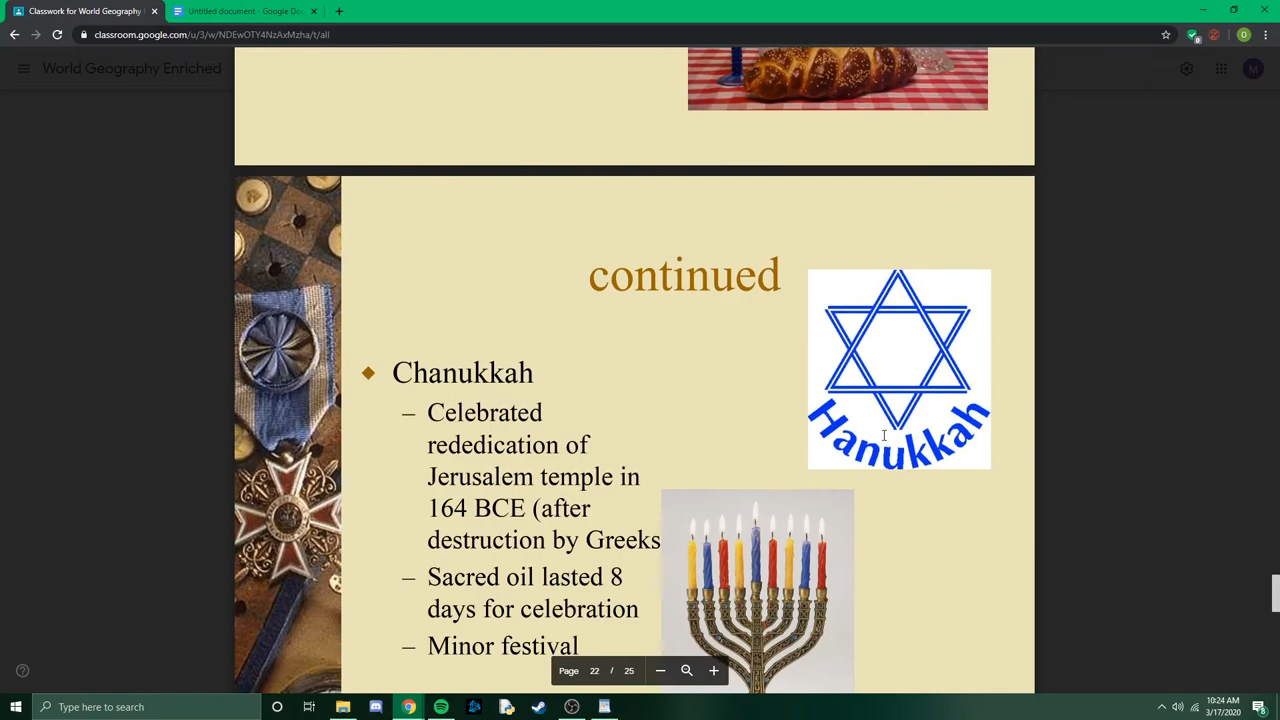 Classwork for World Geography
Untitled document - Google Doc
classroom.google.com/u/3/w/NDEwOTY4NzAxMzha/t/all
O
World Geography Enriched
M
continued
Hanukkah
Chanukkah
– Celebrated
rededication of
Jerusalem temple in
164 BCE (after
destruction by Greeks
– Sacred oil lasted 8
days for celebration
– Minor festival
Page 22 / 25
Type here to search
10:24 AM
3/17/2020